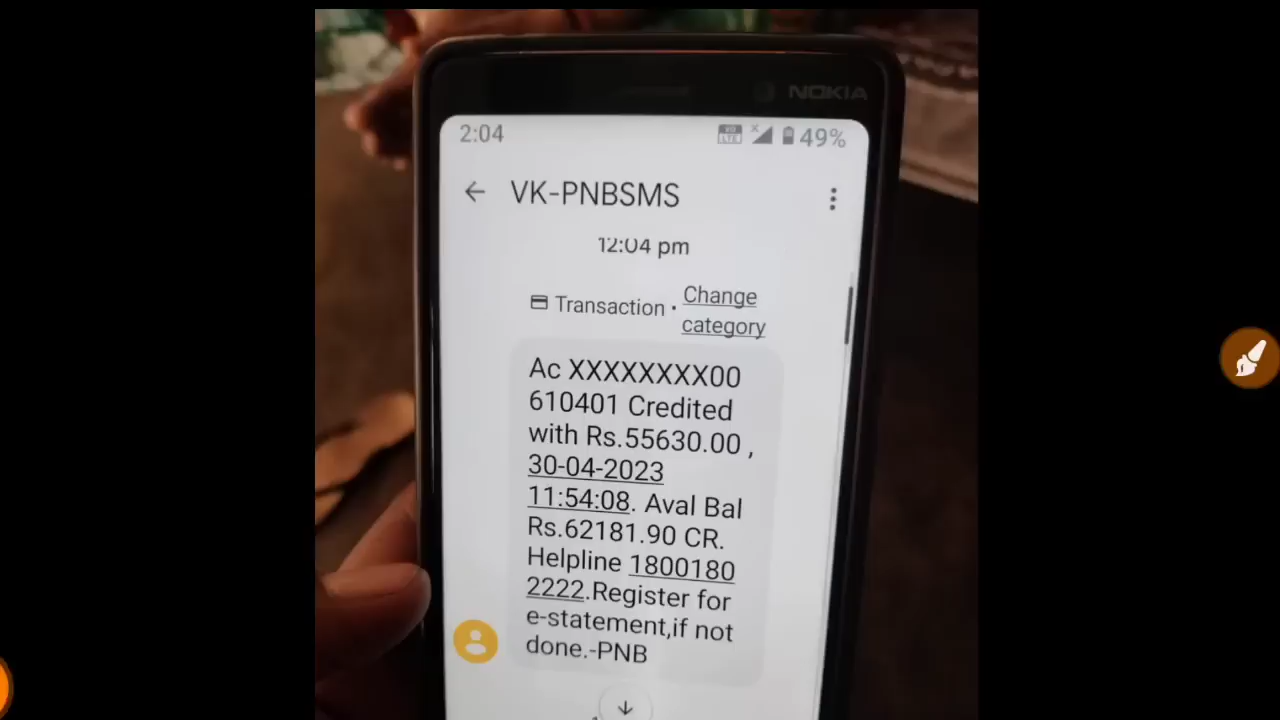 NOKIA
2:04
VO LTE 49%
VK-PNBSMS
12:04 pm
Transaction • Change
category
Ac XXXXXXXX00
610401 Credited
with Rs.55630.00 ,
30-04-2023
11:54:08. Aval Bal
Rs.62181.90 CR.
Helpline 1800180
2222.Register for
e-statement,if not
done.-PNB